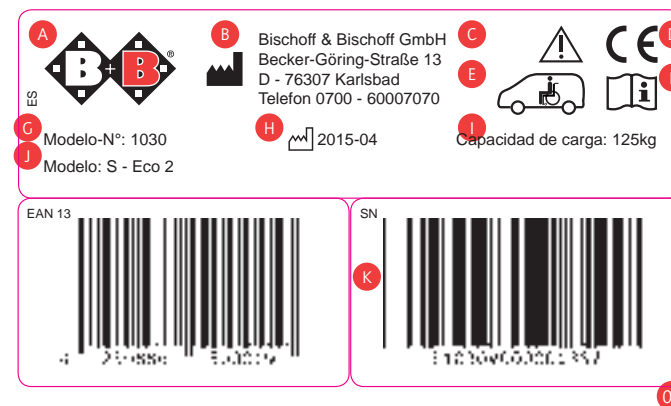 A
B+B®
ES
B
Bischoff & Bischoff GmbH
Becker-Göring-Straße 13
D - 76307 Karlsbad
Telefon 0700 - 60007070
C
CE
E
i
G
Modelo-N°: 1030
H
2015-04
I
Capacidad de carga: 125kg
J
Modelo: S - Eco 2
EAN 13
SN
K